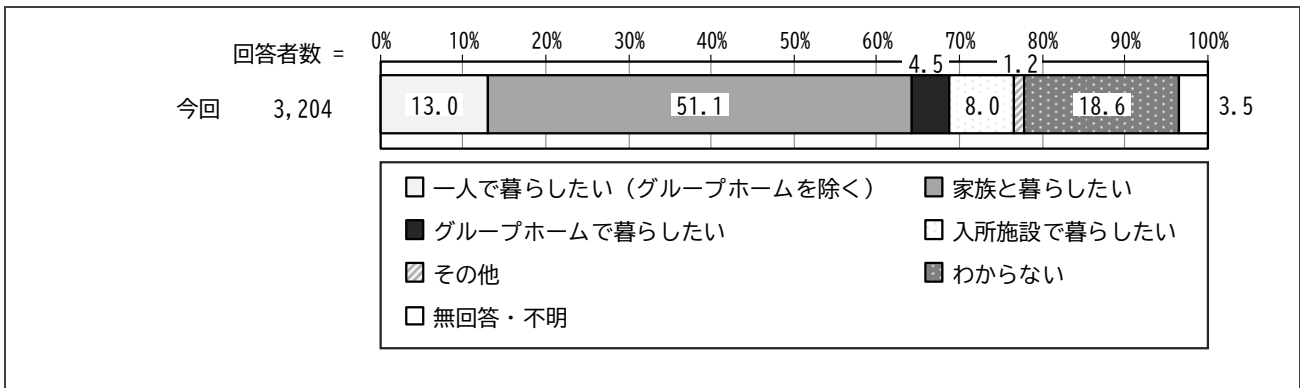 回答者数 =
0% 10% 20% 30% 40% 50% 60% 70% 80% 90% 100%
4.5 1.2
今回 3,204 13.0 51.1 8.0 18.6 3.5
一人で暮らしたい（グループホームを除く） 家族と暮らしたい
グループホームで暮らしたい 入所施設で暮らしたい
その他 わからない
無回答・不明